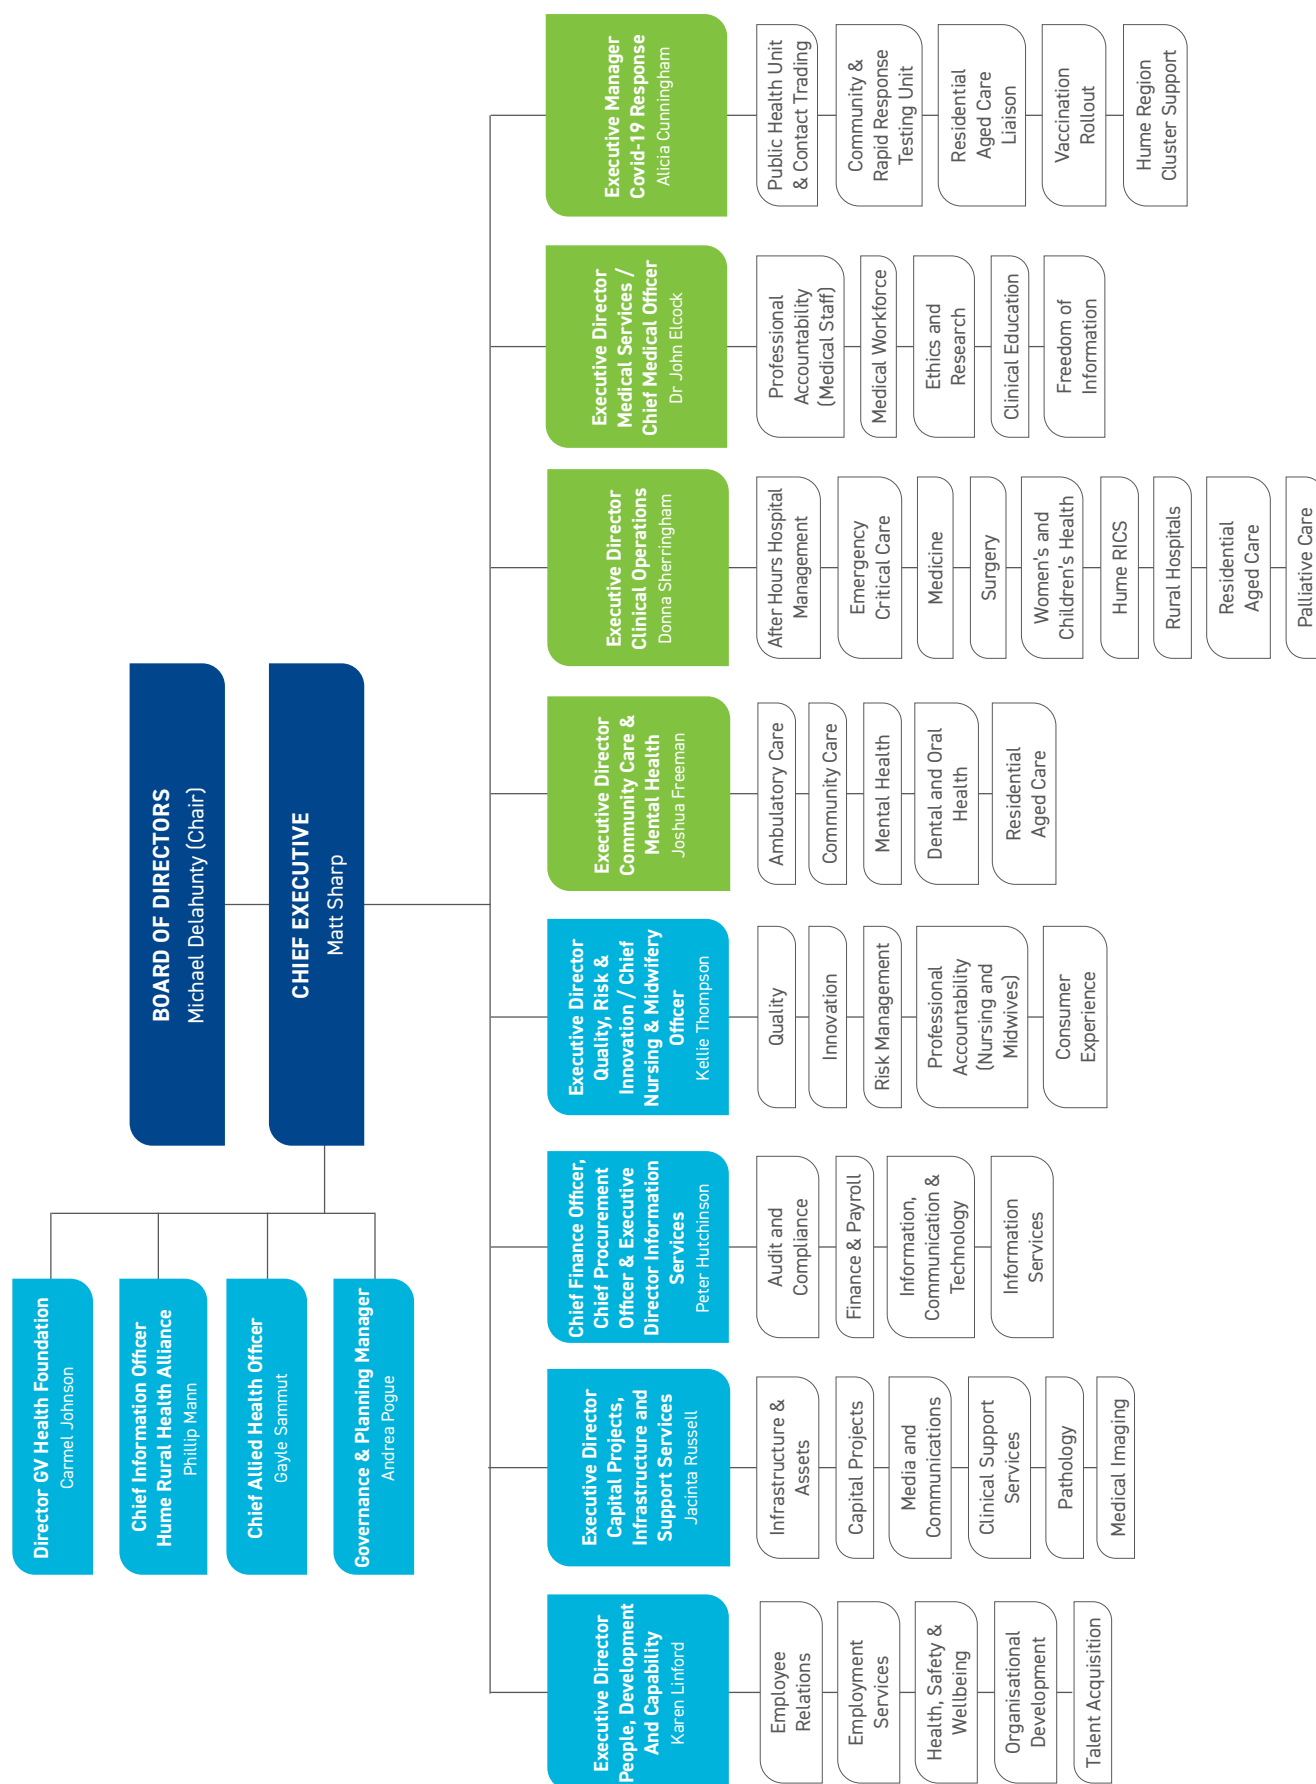 BOARD OF DIRECTORS
Michael Delahunty (Chair)
CHIEF EXECUTIVE
Matt Sharp
Director GV Health Foundation
Carmel Johnson
Chief Information Officer
Hume Rural Health Alliance
Phillip Mann
Chief Allied Health Officer
Gayle Sammut
Governance & Planning Manager
Andrea Pogue
Executive Director
People, Development
And Capability
Karen Linford
Employee
Relations
Employment
Services
Health, Safety &
Wellbeing
Organisational
Development
Talent Acquisition
Executive Director
Capital Projects,
Infrastructure and
Support Services
Jacinta Russell
Infrastructure &
Assets
Capital Projects
Media and
Communications
Clinical Support
Services
Pathology
Medical Imaging
Chief Finance Officer,
Chief Procurement
Officer & Executive
Director Information
Services
Peter Hutchinson
Audit and
Compliance
Finance & Payroll
Information,
Communication &
Technology
Information
Services
Executive Director
Quality, Risk &
Innovation / Chief
Nursing & Midwifery
Officer
Kellie Thompson
Quality
Innovation
Risk Management
Professional
Accountability
(Nursing and
Midwives)
Consumer
Experience
Executive Director
Community Care &
Mental Health
Joshua Freeman
Ambulatory Care
Community Care
Mental Health
Dental and Oral
Health
Residential
Aged Care
Executive Director
Clinical Operations
Donna Sherringham
After Hours Hospital
Management
Emergency
Critical Care
Medicine
Surgery
Women's and
Children's Health
Hume RICS
Rural Hospitals
Residential
Aged Care
Palliative Care
Executive Director
Medical Services /
Chief Medical Officer
Dr John Elcock
Professional
Accountability
(Medical Staff)
Medical Workforce
Ethics and
Research
Clinical Education
Freedom of
Information
Executive Manager
Covid-19 Response
Alicia Cunningham
Public Health Unit
& Contact Trading
Community &
Rapid Response
Testing Unit
Residential
Aged Care
Liaison
Vaccination
Rollout
Hume Region
Cluster Support